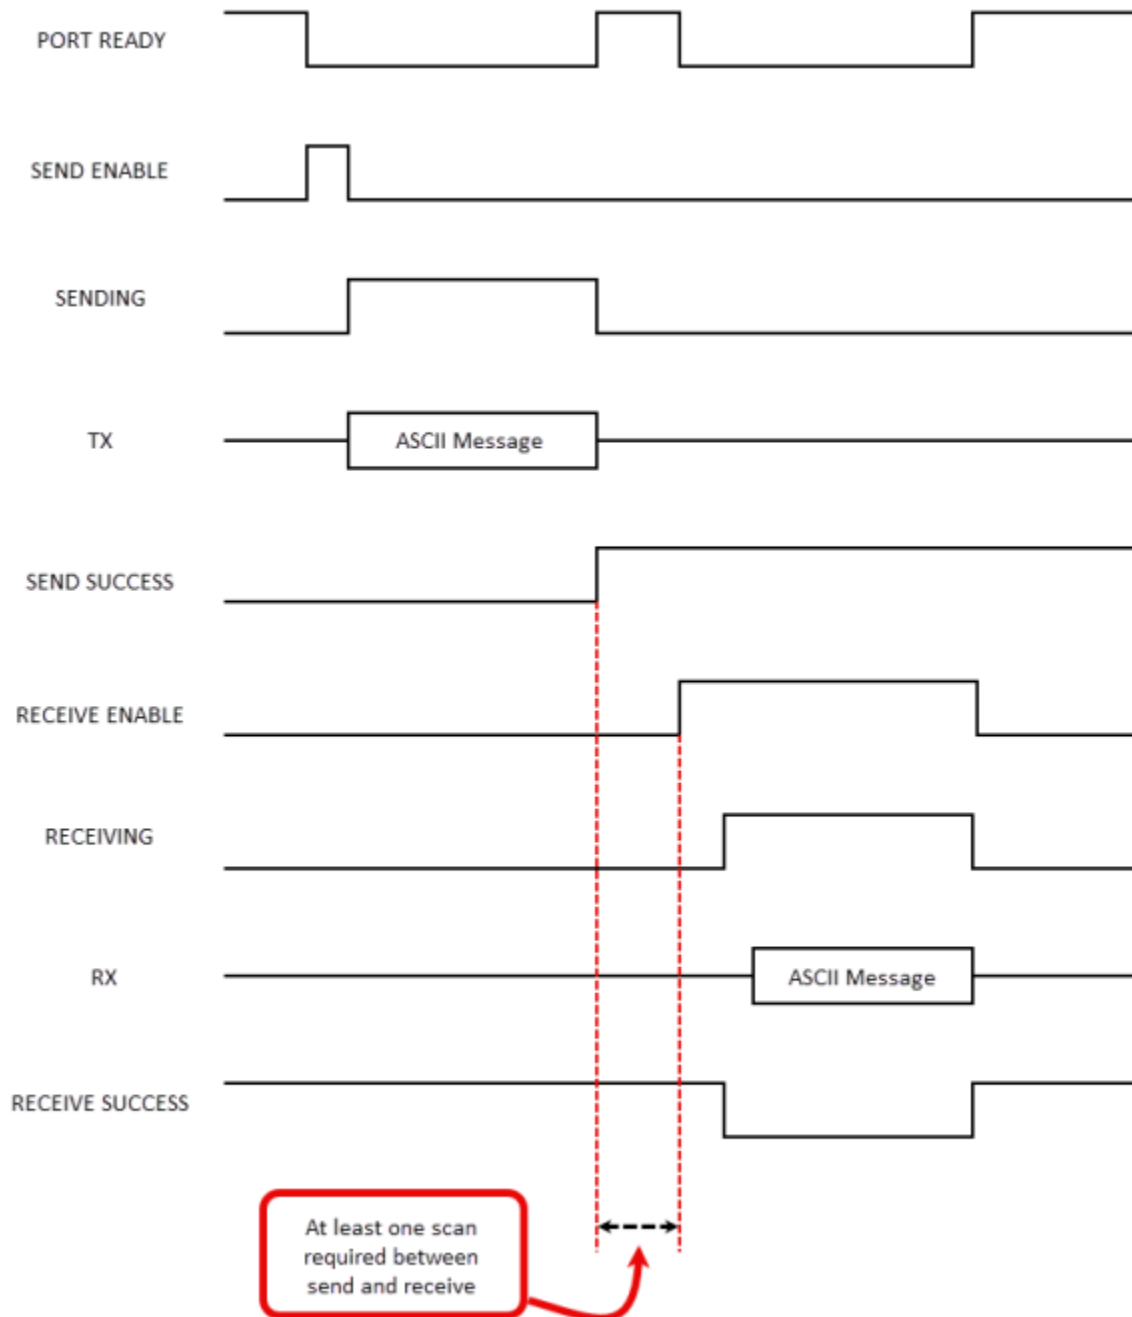 PORT READY
SEND ENABLE
SENDING
TX
ASCII Message
SEND SUCCESS
RECEIVE ENABLE
RECEIVING
RX
ASCII Message
RECEIVE SUCCESS
At least one scan
required between
send and receive